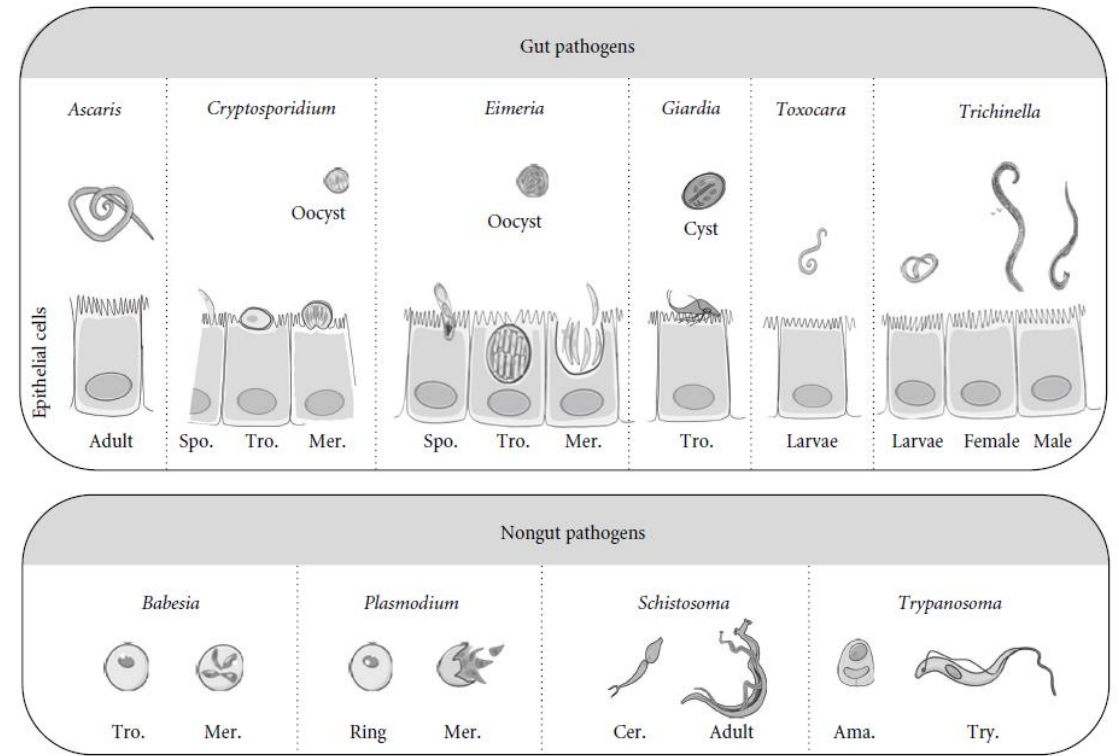 Gut pathogens
Ascaris
Cryptosporidium
Eimeria
Giardia
Toxocara
Trichinella
Oocyst
Oocyst
Cyst
Epithelial cells
Adult
Spo.
Tro.
Mer.
Spo.
Tro.
Mer.
Tro.
Larvae
Larvae
Female
Male
Nongut pathogens
Babesia
Plasmodium
Schistosoma
Trypanosoma
Tro.
Mer.
Ring
Mer.
Cer.
Adult
Ama.
Try.